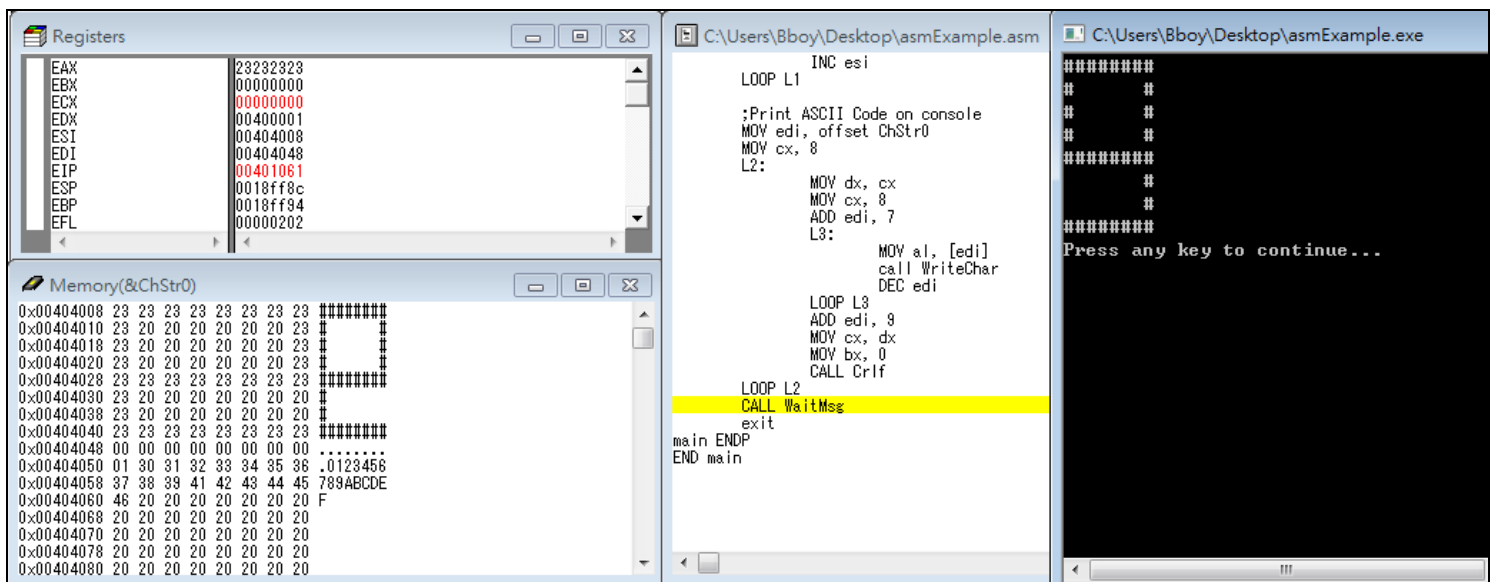 Registers
EAX 23232323
EBX 00000000
ECX 00000000
EDX 00400001
ESI 00404008
EDI 00404048
EIP 00401061
ESP 0018ff8c
EBP 0018ff94
EFL 00000202
Memory(&ChStr0)
0x00404008 23 23 23 23 23 23 23 23 ########
0x00404010 23 20 20 20 20 20 20 23 #      #
0x00404018 23 20 20 20 20 20 20 23 #      #
0x00404020 23 20 20 20 20 20 20 23 #      #
0x00404028 23 23 23 23 23 23 23 23 ########
0x00404030 23 20 20 20 20 20 20 20 #
0x00404038 23 20 20 20 20 20 20 20 #
0x00404040 23 23 23 23 23 23 23 23 ########
0x00404048 00 00 00 00 00 00 00 00 ........
0x00404050 01 30 31 32 33 34 35 36 .0123456
0x00404058 37 38 39 41 42 43 44 45 789ABCDE
0x00404060 46 20 20 20 20 20 20 20 F
0x00404068 20 20 20 20 20 20 20 20
0x00404070 20 20 20 20 20 20 20 20
0x00404078 20 20 20 20 20 20 20 20
0x00404080 20 20 20 20 20 20 20 20
C:\Users\Bboy\Desktop\asmExample.asm
INC esi
LOOP L1
;Print ASCII Code on console
MOV edi, offset ChStr0
MOV cx, 8
L2:
MOV dx, cx
MOV cx, 8
ADD edi, 7
L3:
MOV al, [edi]
call WriteChar
DEC edi
LOOP L3
ADD edi, 9
MOV cx, dx
MOV bx, 0
CALL Crlf
LOOP L2
CALL WaitMsg
exit
main ENDP
END main
C:\Users\Bboy\Desktop\asmExample.exe
########
#      #
#      #
#      #
########
       #
       #
########
Press any key to continue...